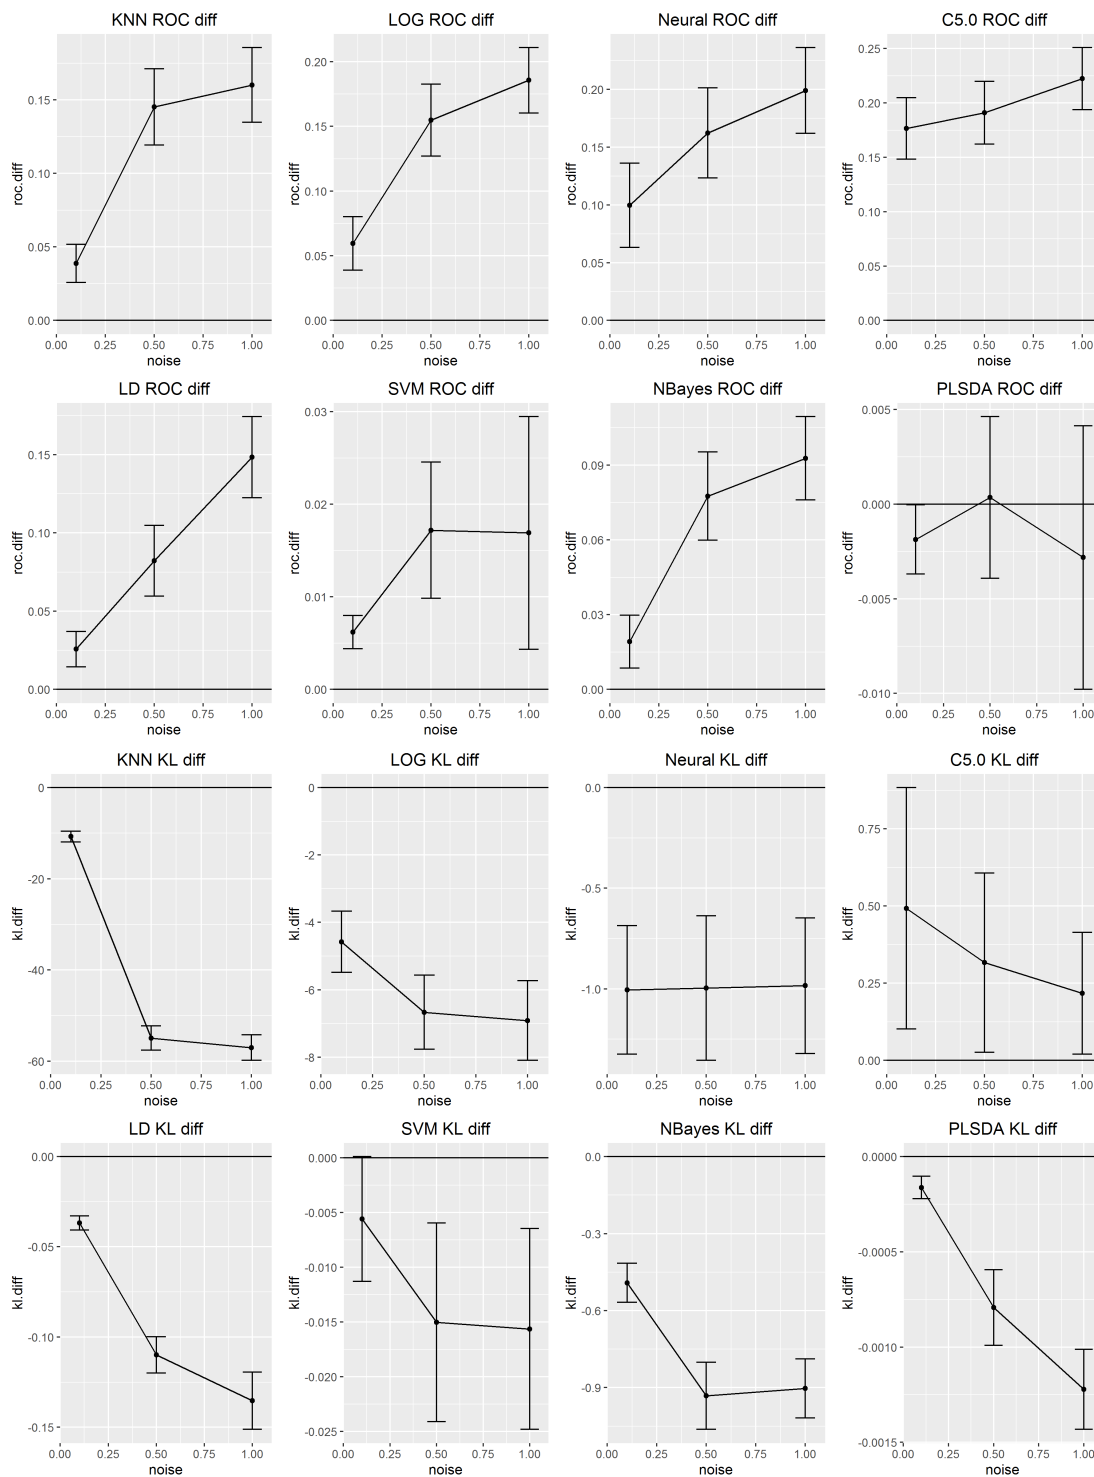 KNN ROC diff
roc.diff
0.15
0.10
0.05
0.00
0.00 0.25 0.50 0.75 1.00
noise
LOG ROC diff
roc.diff
0.20
0.15
0.10
0.05
0.00
0.00 0.25 0.50 0.75 1.00
noise
Neural ROC diff
roc.diff
0.20
0.15
0.10
0.05
0.00
0.00 0.25 0.50 0.75 1.00
noise
C5.0 ROC diff
roc.diff
0.25
0.20
0.15
0.10
0.05
0.00
0.00 0.25 0.50 0.75 1.00
noise
LD ROC diff
roc.diff
0.15
0.10
0.05
0.00
0.00 0.25 0.50 0.75 1.00
noise
SVM ROC diff
roc.diff
0.03
0.02
0.01
0.00
0.00 0.25 0.50 0.75 1.00
noise
NBayes ROC diff
roc.diff
0.09
0.06
0.03
0.00
0.00 0.25 0.50 0.75 1.00
noise
PLSDA ROC diff
roc.diff
0.005
0.000
-0.005
-0.010
0.00 0.25 0.50 0.75 1.00
noise
KNN KL diff
kl.diff
0
-20
-40
-60
0.00 0.25 0.50 0.75 1.00
noise
LOG KL diff
kl.diff
0
-2
-4
-6
-8
0.00 0.25 0.50 0.75 1.00
noise
Neural KL diff
kl.diff
0.0
-0.5
-1.0
0.00 0.25 0.50 0.75 1.00
noise
C5.0 KL diff
kl.diff
0.75
0.50
0.25
0.00
0.00 0.25 0.50 0.75 1.00
noise
LD KL diff
kl.diff
0.00
-0.05
-0.10
-0.15
0.00 0.25 0.50 0.75 1.00
noise
SVM KL diff
kl.diff
0.000
-0.005
-0.010
-0.015
-0.020
-0.025
0.00 0.25 0.50 0.75 1.00
noise
NBayes KL diff
kl.diff
0.0
-0.3
-0.6
-0.9
0.00 0.25 0.50 0.75 1.00
noise
PLSDA KL diff
kl.diff
0.0000
-0.0005
-0.0010
-0.0015
0.00 0.25 0.50 0.75 1.00
noise